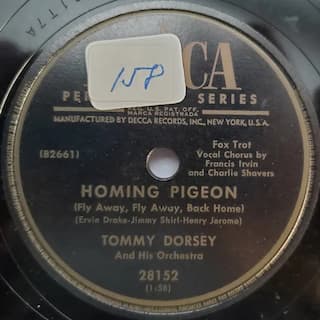 158
CA
SERIES
REG. U.S. PAT. OFF.
MARCA REGISTRADA
MANUFACTURED BY DECCA RECORDS, INC., NEW YORK, U.S.A.
(B2661)
Fox Trot
Vocal Chorus by
Francis Irvin
and Charlie Shavers
HOMING PIGEON
(Fly Away, Fly Away, Back Home)
(Ervin Drake-Jimmy Shirl-Henry Jerome)
TOMMY DORSEY
And His Orchestra
28152
(1:58)